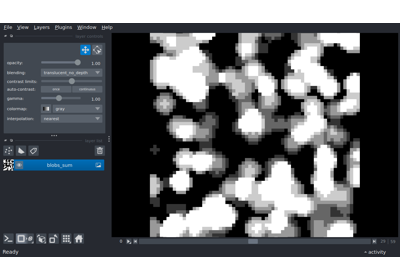 File View Layers Plugins Window Help
opacity: 1.00
blending: translucent_no_depth
contrast limits:
auto-contrast: once continuous
gamma: 1.00
colormap: gray
interpolation: nearest
blobs_sum
Ready
activity